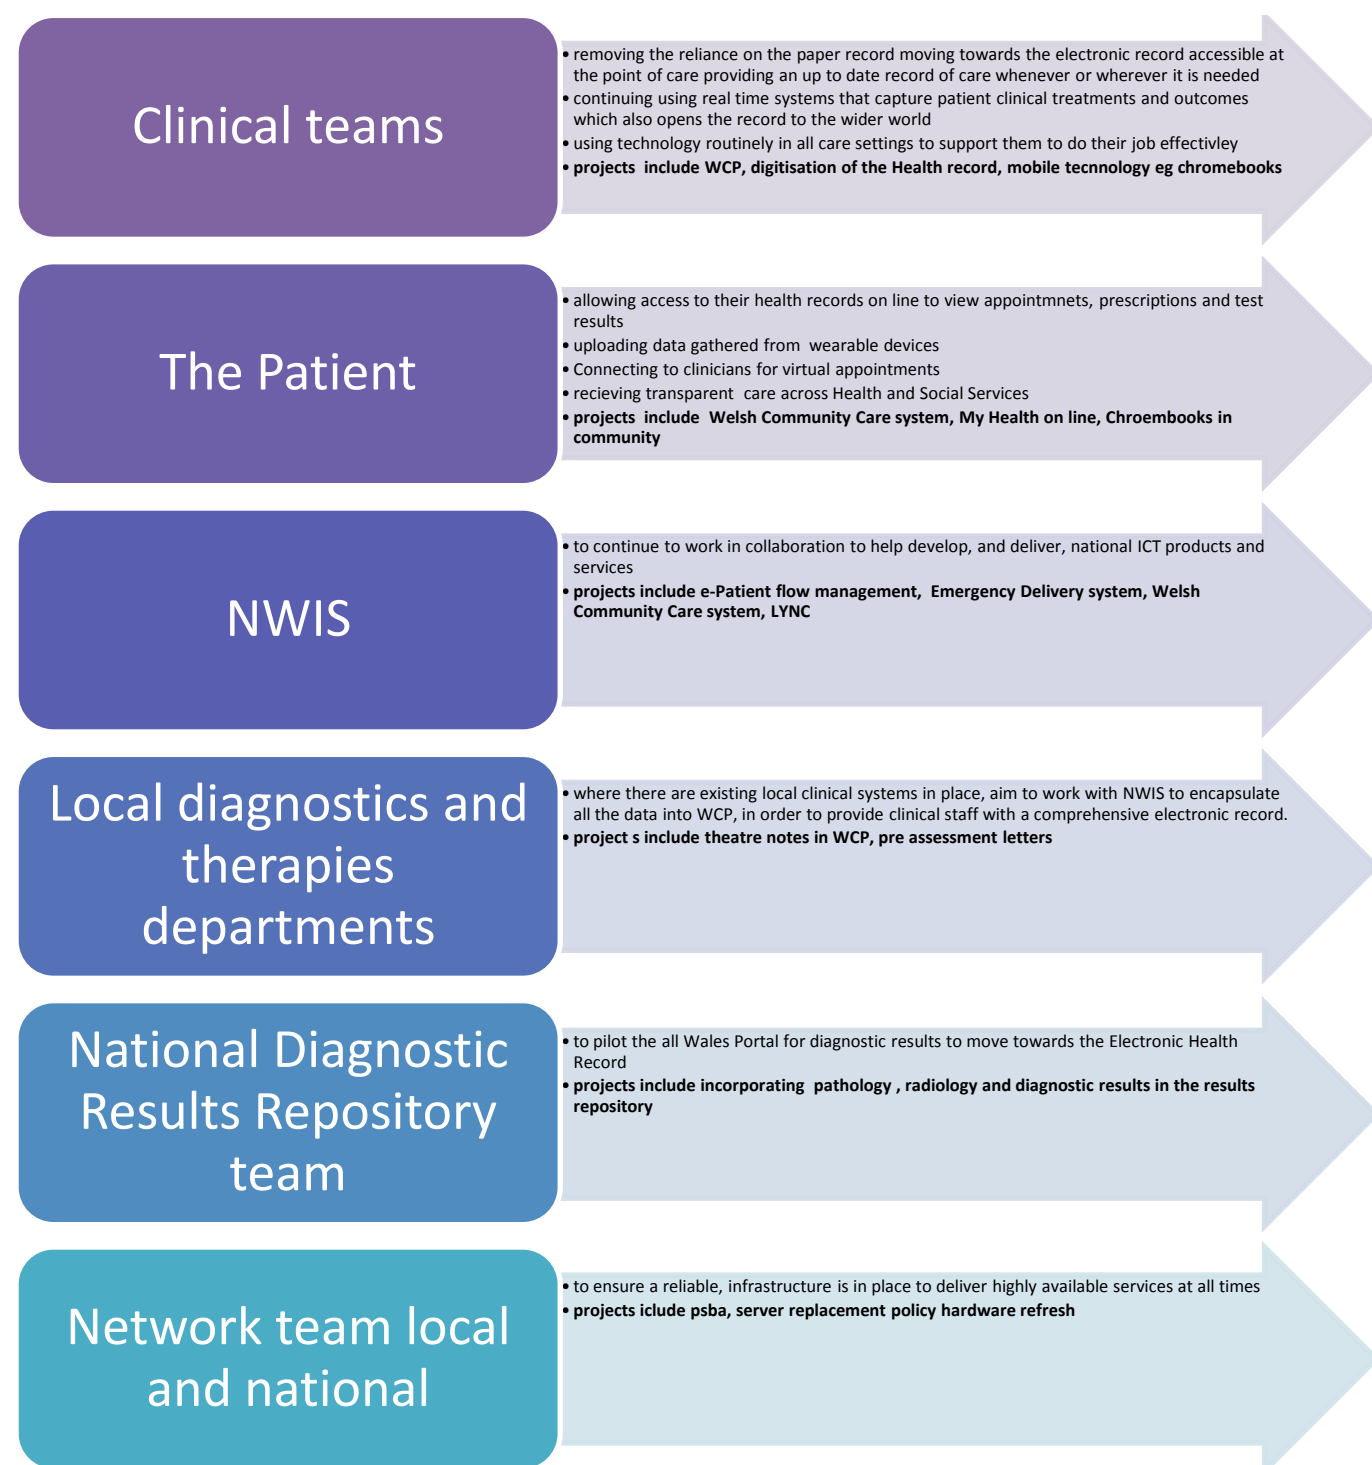 Clinical teams
• removing the reliance on the paper record moving towards the electronic record accessible at
the point of care providing an up to date record of care whenever or wherever it is needed
• continuing using real time systems that capture patient clinical treatments and outcomes
which also opens the record to the wider world
• using technology routinely in all care settings to support them to do their job effectivley
• projects include WCP, digitisation of the Health record, mobile tecnnology eg chromebooks
The Patient
• allowing access to their health records on line to view appointmnets, prescriptions and test
results
• uploading data gathered from wearable devices
• Connecting to clinicians for virtual appointments
• recieving transparent care across Health and Social Services
• projects include Welsh Community Care system, My Health on line, Chroembooks in
community
NWIS
• to continue to work in collaboration to help develop, and deliver, national ICT products and
services
• projects include e-Patient flow management, Emergency Delivery system, Welsh
Community Care system, LYNC
Local diagnostics and
therapies
departments
• where there are existing local clinical systems in place, aim to work with NWIS to encapsulate
all the data into WCP, in order to provide clinical staff with a comprehensive electronic record.
• project s include theatre notes in WCP, pre assessment letters
National Diagnostic
Results Repository
team
• to pilot the all Wales Portal for diagnostic results to move towards the Electronic Health
Record
• projects include incorporating pathology , radiology and diagnostic results in the results
repository
Network team local
and national
• to ensure a reliable, infrastructure is in place to deliver highly available services at all times
• projects iclude psba, server replacement policy hardware refresh